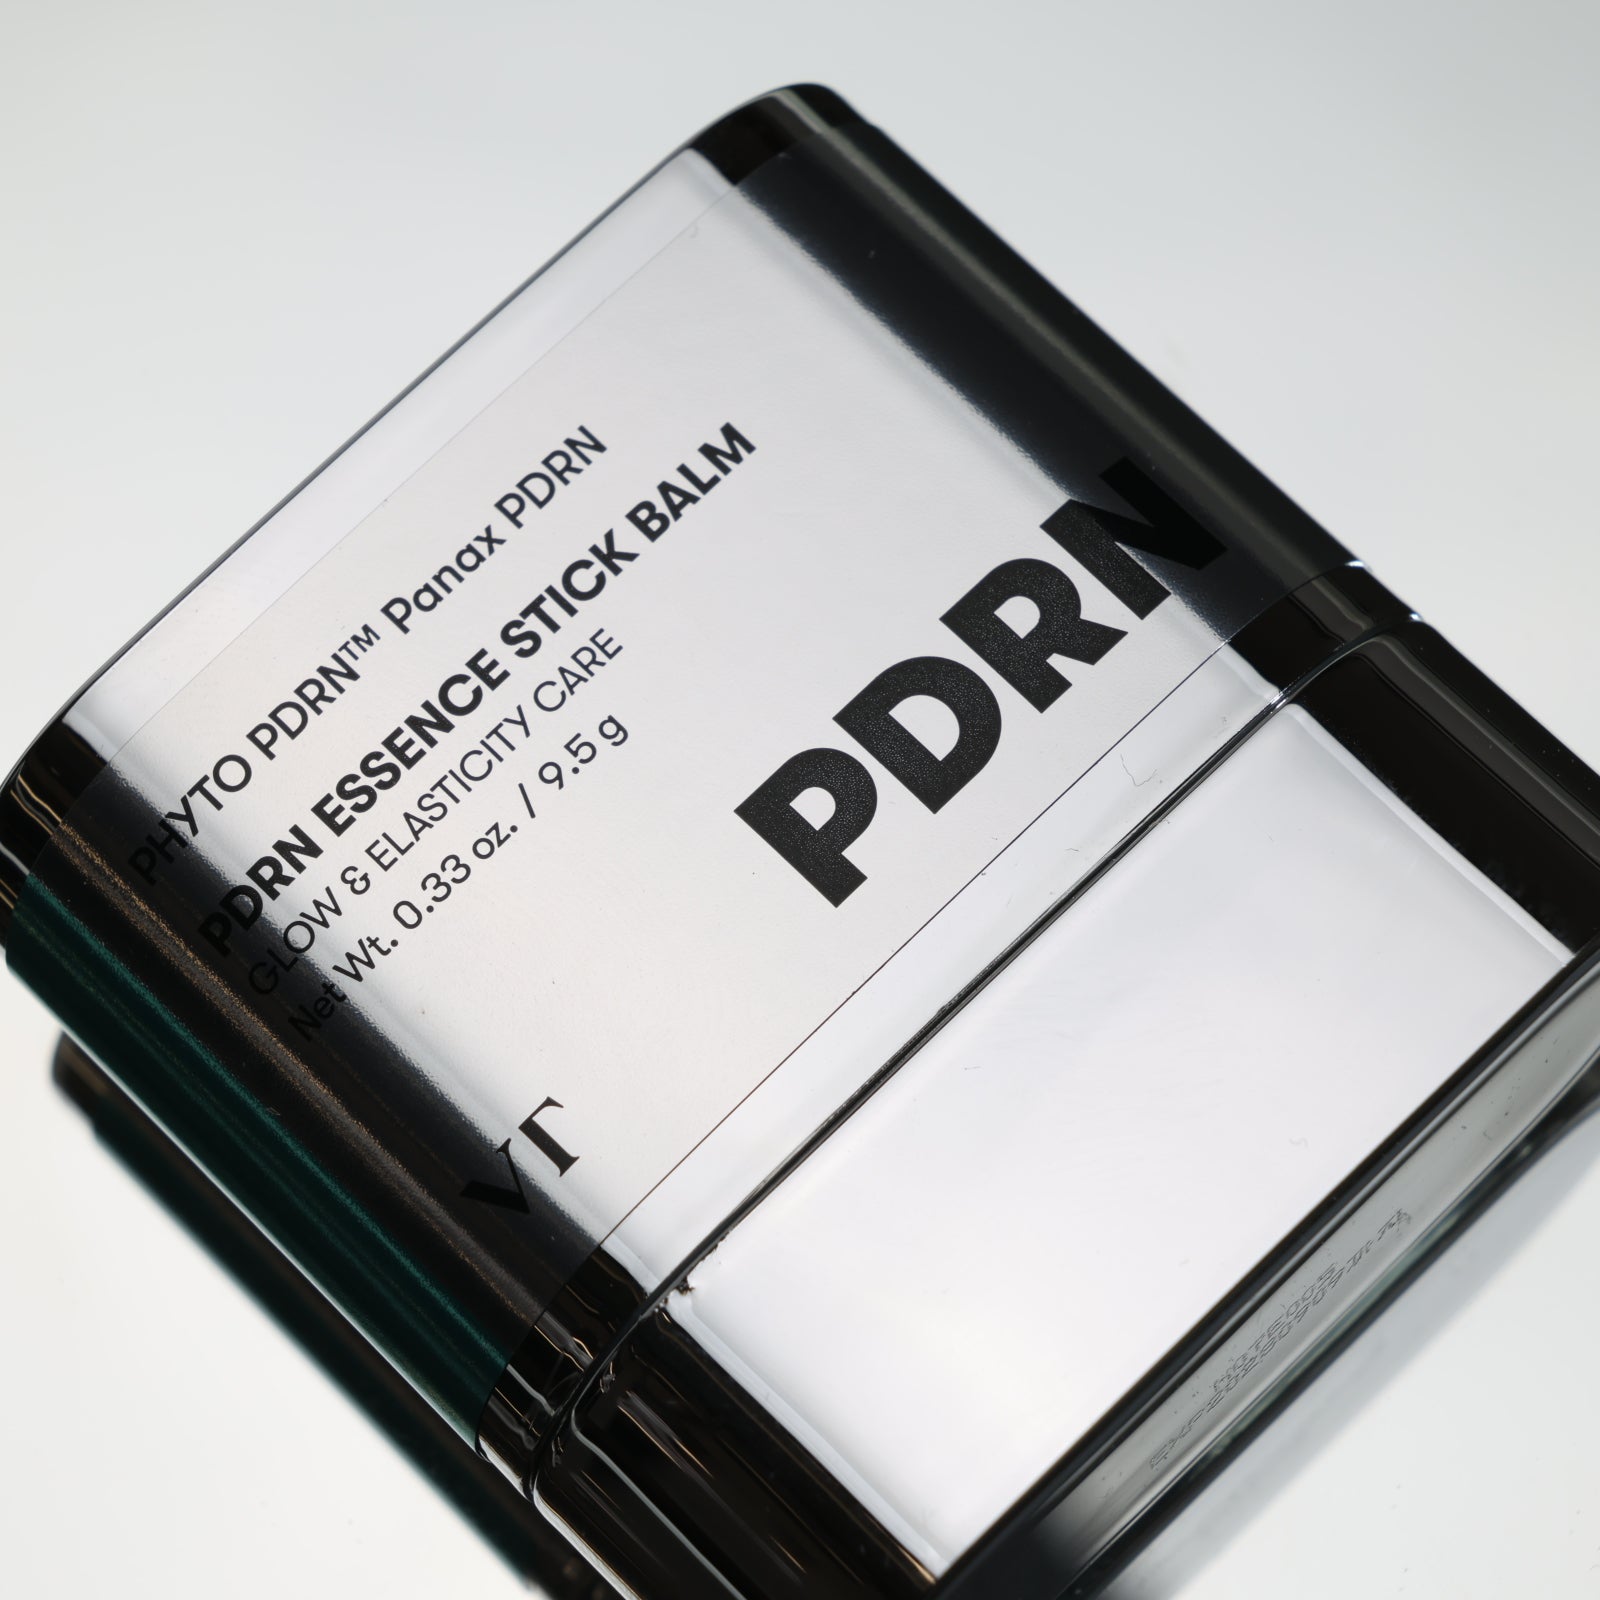 PHYTO PDRN™ Panax PDRN
PDRN ESSENCE STICK BALM
GLOW & ELASTICITY CARE
Net Wt. 0.33 oz. / 9.5 g
PDRN
VT